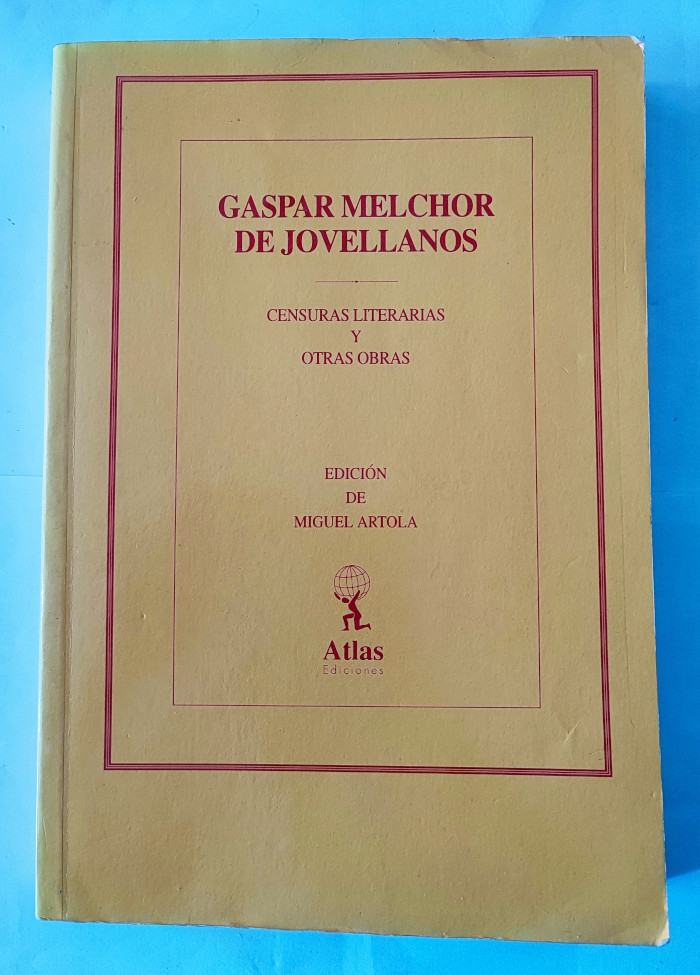 GASPAR MELCHOR
DE JOVELLANOS
CENSURAS LITERARIAS
Y
OTRAS OBRAS
EDICIÓN
DE
MIGUEL ARTOLA
Atlas
Ediciones